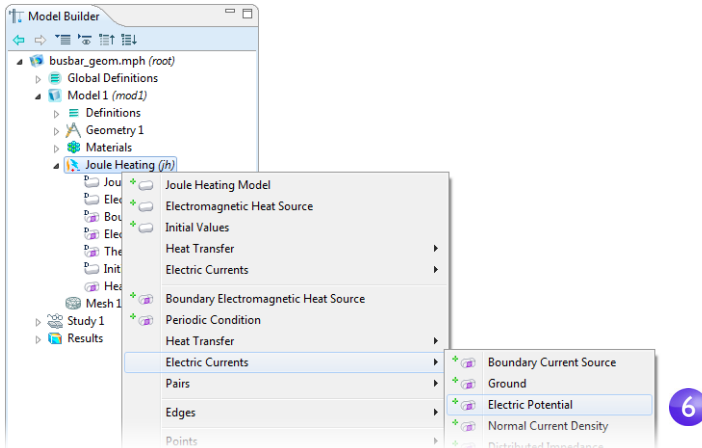 Model Builder
busbar_geom.mph (root)
Global Definitions
Model 1 (mod1)
Definitions
Geometry 1
Materials
Joule Heating (jh)
Jou
Elec
Bou
Elec
The
Init
Hea
Mesh 1
Study 1
Results
Joule Heating Model
Electromagnetic Heat Source
Initial Values
Heat Transfer
Electric Currents
Boundary Electromagnetic Heat Source
Periodic Condition
Heat Transfer
Electric Currents
Pairs
Edges
Points
Boundary Current Source
Ground
Electric Potential
Normal Current Density
Distributed Impedance
6